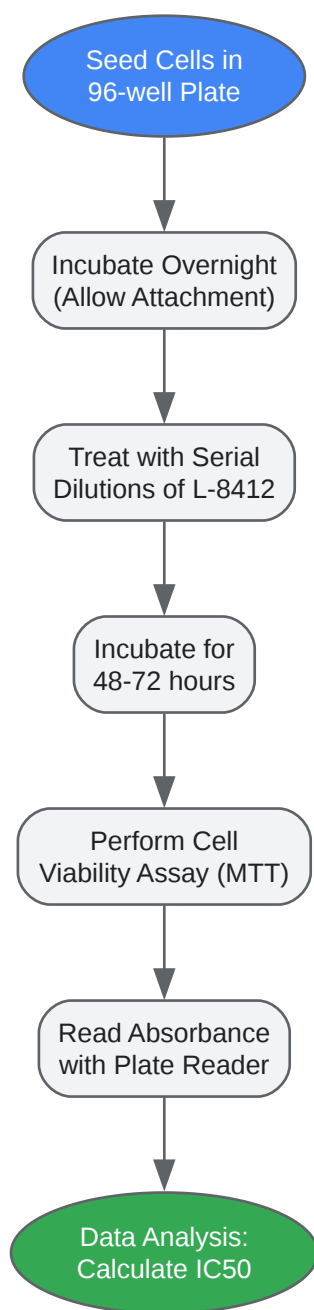 Seed Cells in
96-well Plate
Incubate Overnight
(Allow Attachment)
Treat with Serial
Dilutions of L-8412
Incubate for
48-72 hours
Perform Cell
Viability Assay (MTT)
Read Absorbance
with Plate Reader
Data Analysis:
Calculate IC50